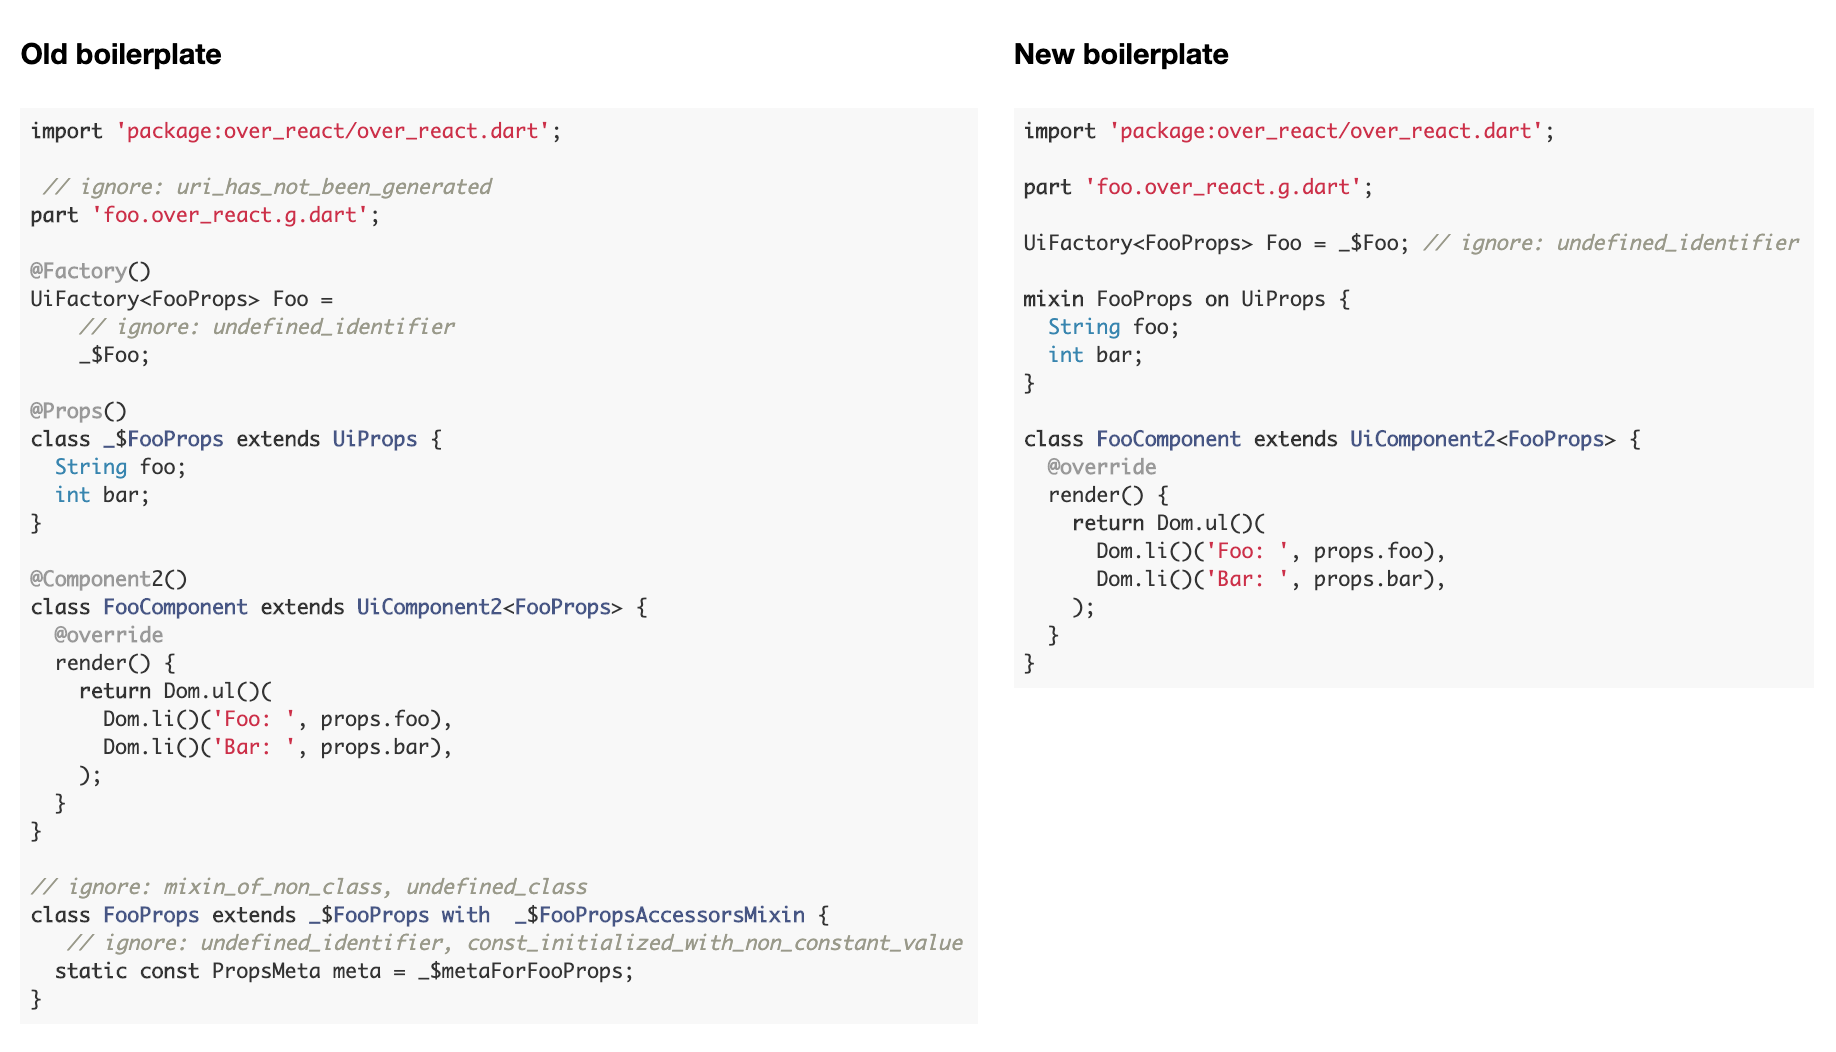 Old boilerplate
import 'package:over_react/over_react.dart';
 // ignore: uri_has_not_been_generated
part 'foo.over_react.g.dart';
@Factory()
UiFactory<FooProps> Foo =
    // ignore: undefined_identifier
    _$Foo;
@Props()
class _$FooProps extends UiProps {
  String foo;
  int bar;
}
@Component2()
class FooComponent extends UiComponent2<FooProps> {
  @override
  render() {
    return Dom.ul()(
      Dom.li()('Foo: ', props.foo),
      Dom.li()('Bar: ', props.bar),
    );
  }
}
// ignore: mixin_of_non_class, undefined_class
class FooProps extends _$FooProps with  _$FooPropsAccessorsMixin {
   // ignore: undefined_identifier, const_initialized_with_non_constant_value
  static const PropsMeta meta = _$metaForFooProps;
}
New boilerplate
import 'package:over_react/over_react.dart';
part 'foo.over_react.g.dart';
UiFactory<FooProps> Foo = _$Foo; // ignore: undefined_identifier
mixin FooProps on UiProps {
  String foo;
  int bar;
}
class FooComponent extends UiComponent2<FooProps> {
  @override
  render() {
    return Dom.ul()(
      Dom.li()('Foo: ', props.foo),
      Dom.li()('Bar: ', props.bar),
    );
  }
}